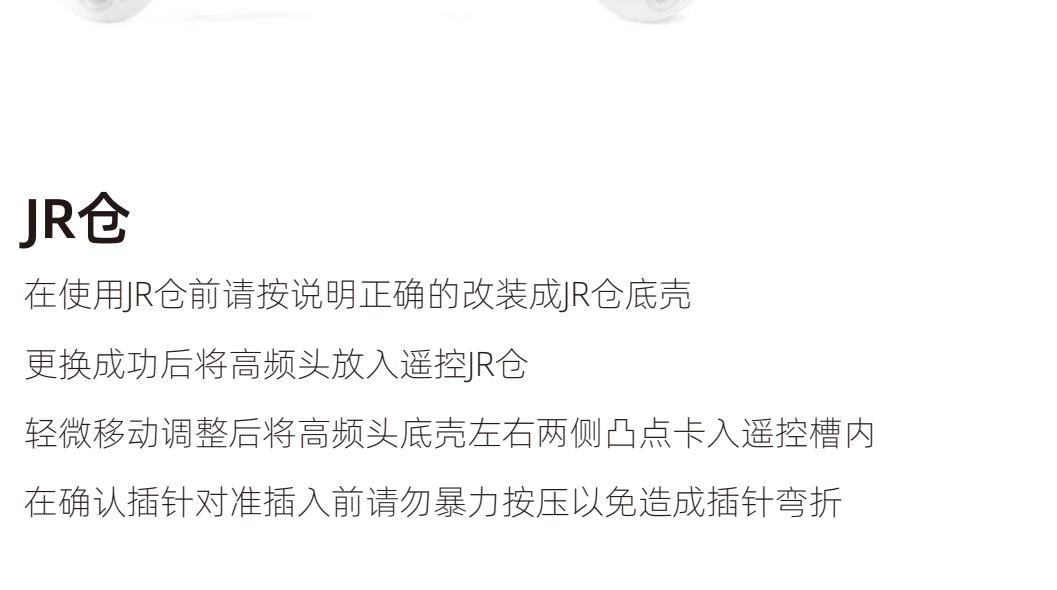 JR仓
在使用JR仓前请按说明正确的改装成JR仓底壳
更换成功后将高频头放入遥控JR仓
轻微移动调整后将高频头底壳左右两侧凸点卡入遥控槽内
在确认插针对准插入前请勿暴力按压以免造成插针弯折